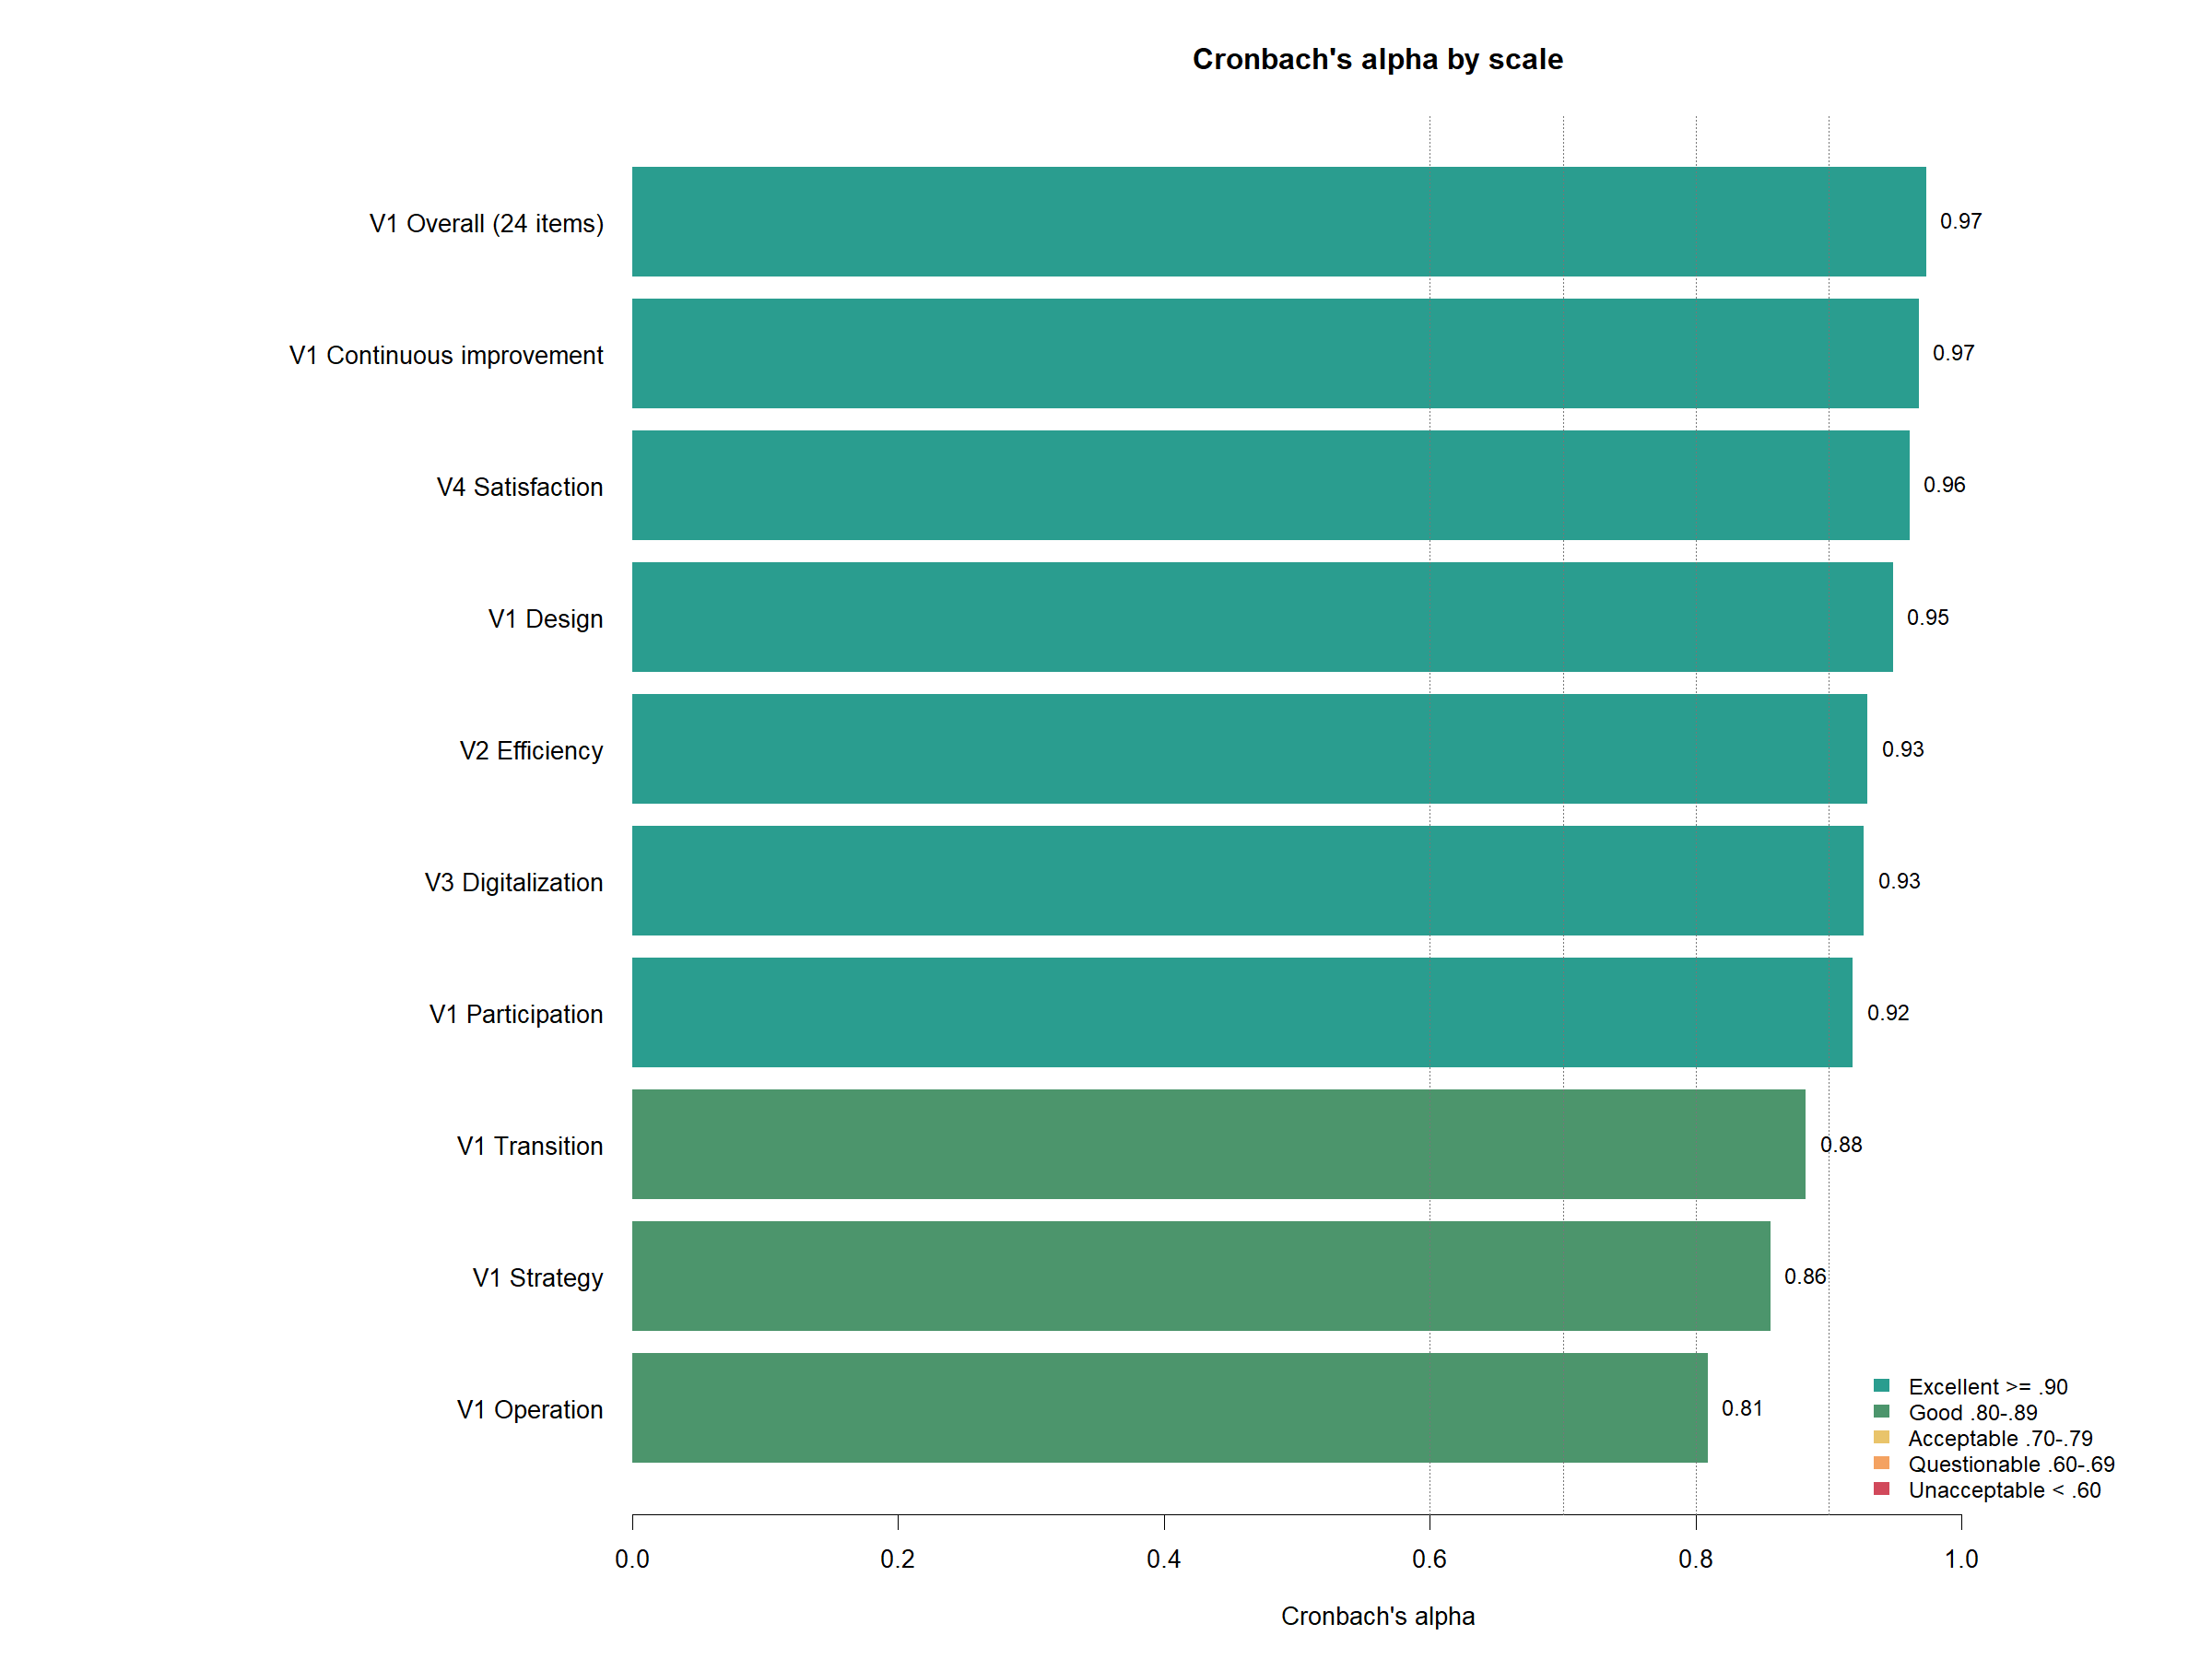 Cronbach's alpha by scale
V1 Overall (24 items)
0.97
V1 Continuous improvement
0.97
V4 Satisfaction
0.96
V1 Design
0.95
V2 Efficiency
0.93
V3 Digitalization
0.93
V1 Participation
0.92
V1 Transition
0.88
V1 Strategy
0.86
V1 Operation
0.81
Excellent >= .90
Good .80-.89
Acceptable .70-.79
Questionable .60-.69
Unacceptable < .60
0.0 0.2 0.4 0.6 0.8 1.0
Cronbach's alpha